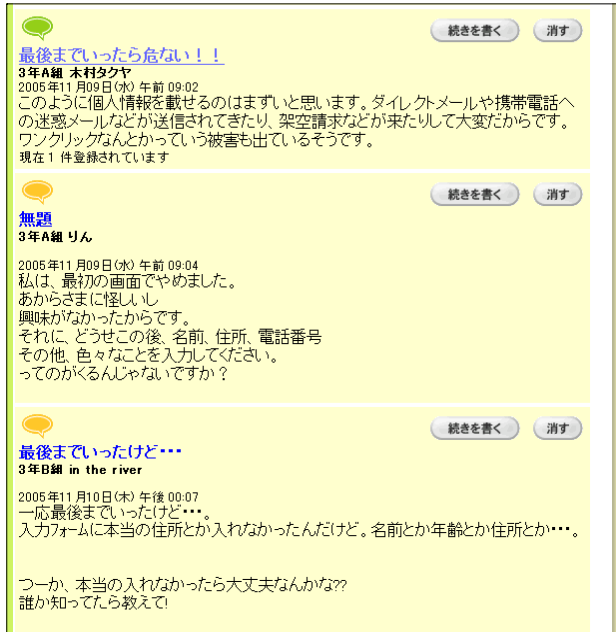 続きを書く 消す
最後までいったら危ない！！
3年A組 木村タクヤ
2005年11月09日(水) 午前 09:02
このように個人情報を載せるのはまずいと思います。ダイレクトメールや携帯電話へ
の迷惑メールなどが送信されてきたり、架空請求などが来たりして大変だからです。
ワンクリックなんとかっていう被害も出ているそうです。
現在1 件登録されています
続きを書く 消す
無題
3年A組 りん
2005年11月09日(水) 午前 09:04
私は、最初の画面でやめました。
あからさまに怪しいし
興味がなかったからです。
それに、どうせこの後、名前、住所、電話番号
その他、色々なことを入力してください。
ってのがくるんじゃないですか？
続きを書く 消す
最後までいったけど・・・
3年B組 in the river
2005年11月10日(木) 午後 00:07
一応最後までいったけど・・・。
入力フォームに本当の住所とか入れなかったんだけど。名前とか年齢とか住所とか・・・。
つーか、本当の入れなかったら大丈夫なんかな??
誰か知ってたら教えて!